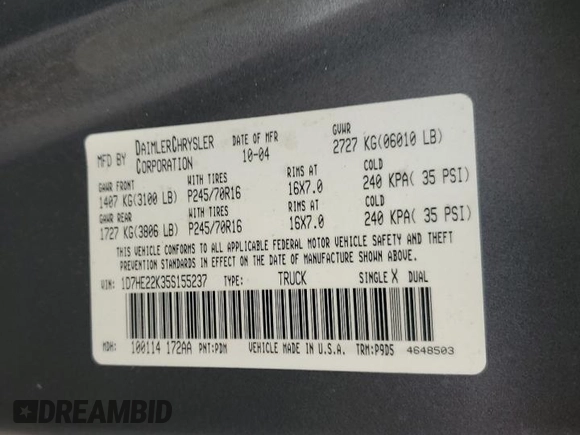 MFD BY DAIMLERCHRYSLER CORPORATION DATE OF MFR 10-04 GVWR 2727 KG(06010 LB)
GAWR FRONT WITH TIRES RIMS AT COLD
1407 KG(3100 LB) P245/70R16 16X7.0 240 KPA( 35 PSI)
GAWR REAR WITH TIRES RIMS AT COLD
1727 KG(3806 LB) P245/70R16 16X7.0 240 KPA( 35 PSI)
THIS VEHICLE CONFORMS TO ALL APPLICABLE FEDERAL MOTOR VEHICLE SAFETY AND THEFT
PREVENTION STANDARDS IN EFFECT ON THE DATE OF MANUFACTURE SHOWN ABOVE.
VIN: 1D7HE22K35S155237 TYPE: TRUCK SINGLE X DUAL
MDH: 100114 172AA PNT:PDM VEHICLE MADE IN U.S.A. TRM:P9D5 4648503
DREAMBID